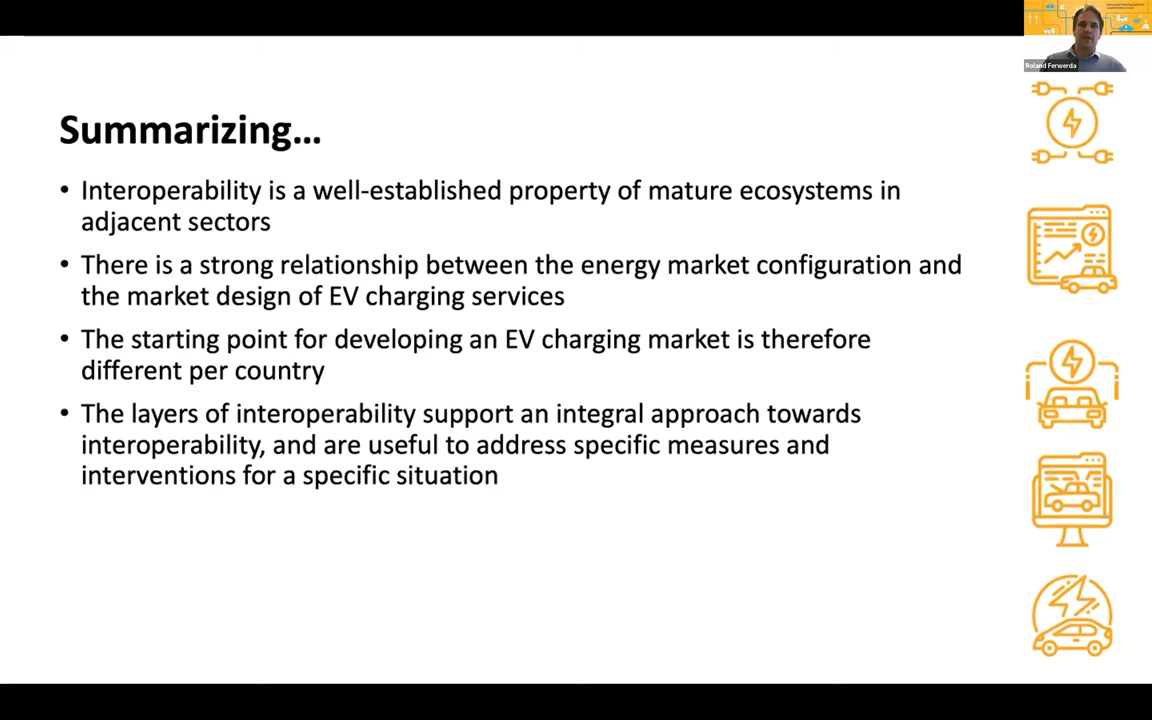 Roland Ferwerda
Summarizing...
• Interoperability is a well-established property of mature ecosystems in
adjacent sectors
• There is a strong relationship between the energy market configuration and
the market design of EV charging services
• The starting point for developing an EV charging market is therefore
different per country
• The layers of interoperability support an integral approach towards
interoperability, and are useful to address specific measures and
interventions for a specific situation